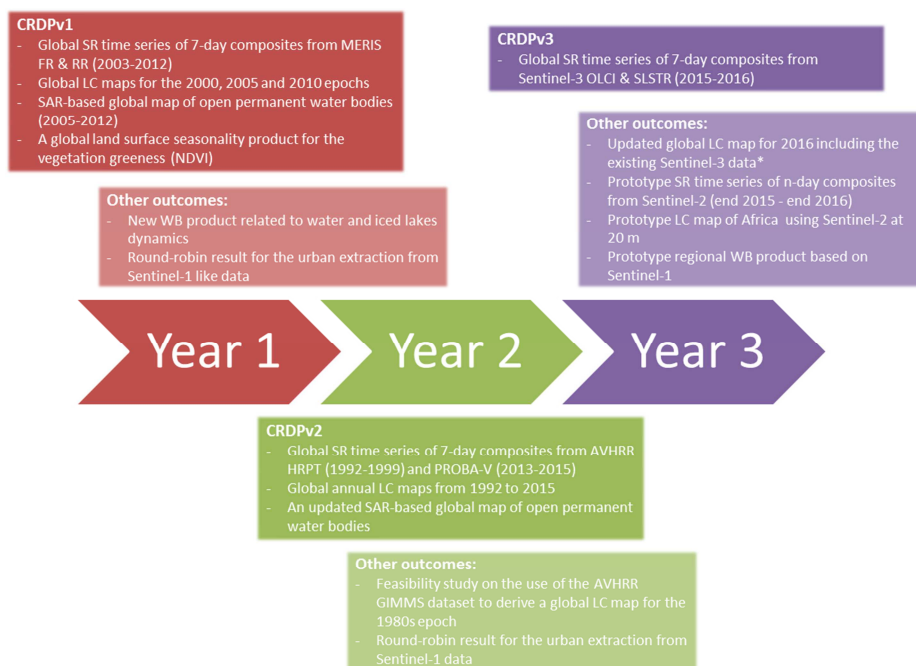 CRDPv1
- Global SR time series of 7-day composites from MERIS
FR & RR (2003-2012)
- Global LC maps for the 2000, 2005 and 2010 epochs
- SAR-based global map of open permanent water bodies
(2005-2012)
- A global land surface seasonality product for the
vegetation greeness (NDVI)
Other outcomes:
- New WB product related to water and iced lakes
dynamics
- Round-robin result for the urban extraction from
Sentinel-1 like data
CRDPv3
- Global SR time series of 7-day composites from
Sentinel-3 OLCI & SLSTR (2015-2016)
Other outcomes:
- Updated global LC map for 2016 including the
existing Sentinel-3 data*
- Prototype SR time series of n-day composites
from Sentinel-2 (end 2015 - end 2016)
- Prototype LC map of Africa using Sentinel-2 at
20 m
- Prototype regional WB product based on
Sentinel-1
Year 1
Year 2
Year 3
CRDPv2
- Global SR time series of 7-day composites from AVHRR
HRPT (1992-1999) and PROBA-V (2013-2015)
- Global annual LC maps from 1992 to 2015
- An updated SAR-based global map of open permanent
water bodies
Other outcomes:
- Feasibility study on the use of the AVHRR
GIMMS dataset to derive a global LC map for the
1980s epoch
- Round-robin result for the urban extraction from
Sentinel-1 data